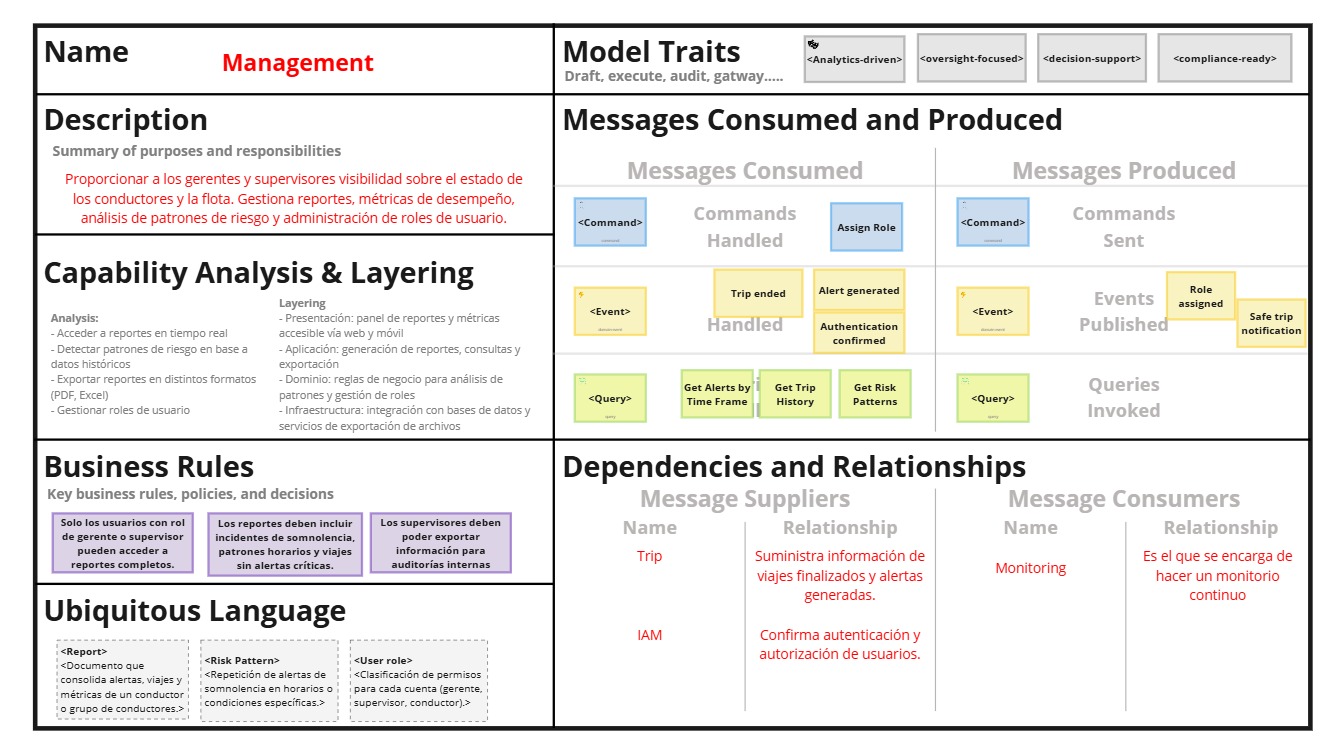 Name
Management
Description
Summary of purposes and responsibilities
Proporcionar a los gerentes y supervisores visibilidad sobre el estado de
los conductores y la flota. Gestiona reportes, métricas de desempeño,
análisis de patrones de riesgo y administración de roles de usuario.
Capability Analysis & Layering
Analysis:
- Acceder a reportes en tiempo real
- Detectar patrones de riesgo en base a
datos históricos
- Exportar reportes en distintos formatos
(PDF, Excel)
- Gestionar roles de usuario
Layering
- Presentación: panel de reportes y métricas
accesible vía web y móvil
- Aplicación: generación de reportes, consultas y
exportación
- Dominio: reglas de negocio para análisis de
patrones y gestión de roles
- Infraestructura: integración con bases de datos y
servicios de exportación de archivos
Business Rules
Key business rules, policies, and decisions
Solo los usuarios con rol
de gerente o supervisor
pueden acceder a
reportes completos.
Los reportes deben incluir
incidentes de somnolencia,
patrones horarios y viajes
sin alertas críticas.
Los supervisores deben
poder exportar
información para
auditorías internas
Ubiquitous Language
<Report>
<Documento que
consolida alertas, viajes y
métricas de un conductor
o grupo de conductores.>
<Risk Pattern>
<Repetición de alertas de
somnolencia en horarios o
condiciones específicas.>
<User role>
<Clasificación de permisos
para cada cuenta (gerente,
supervisor, conductor).>
Model Traits
Draft, execute, audit, gatway.....
<Analytics-driven>
<oversight-focused>
<decision-support>
<compliance-ready>
Messages Consumed and Produced
Messages Consumed
Messages Produced
<Command>
command
Commands
Handled
Assign Role
<Command>
command
Commands
Sent
<Event>
domain event
Handled
Trip ended
Alert generated
Authentication
confirmed
<Event>
domain event
Events
Published
Role
assigned
Safe trip
notification
<Query>
query
Get Alerts by
Time Frame
Get Trip
History
Get Risk
Patterns
<Query>
query
Queries
Invoked
Dependencies and Relationships
Message Suppliers
Message Consumers
Name
Relationship
Name
Relationship
Trip
Suministra información de
viajes finalizados y alertas
generadas.
Monitoring
Es el que se encarga de
hacer un monitorio
continuo
IAM
Confirma autenticación y
autorización de usuarios.